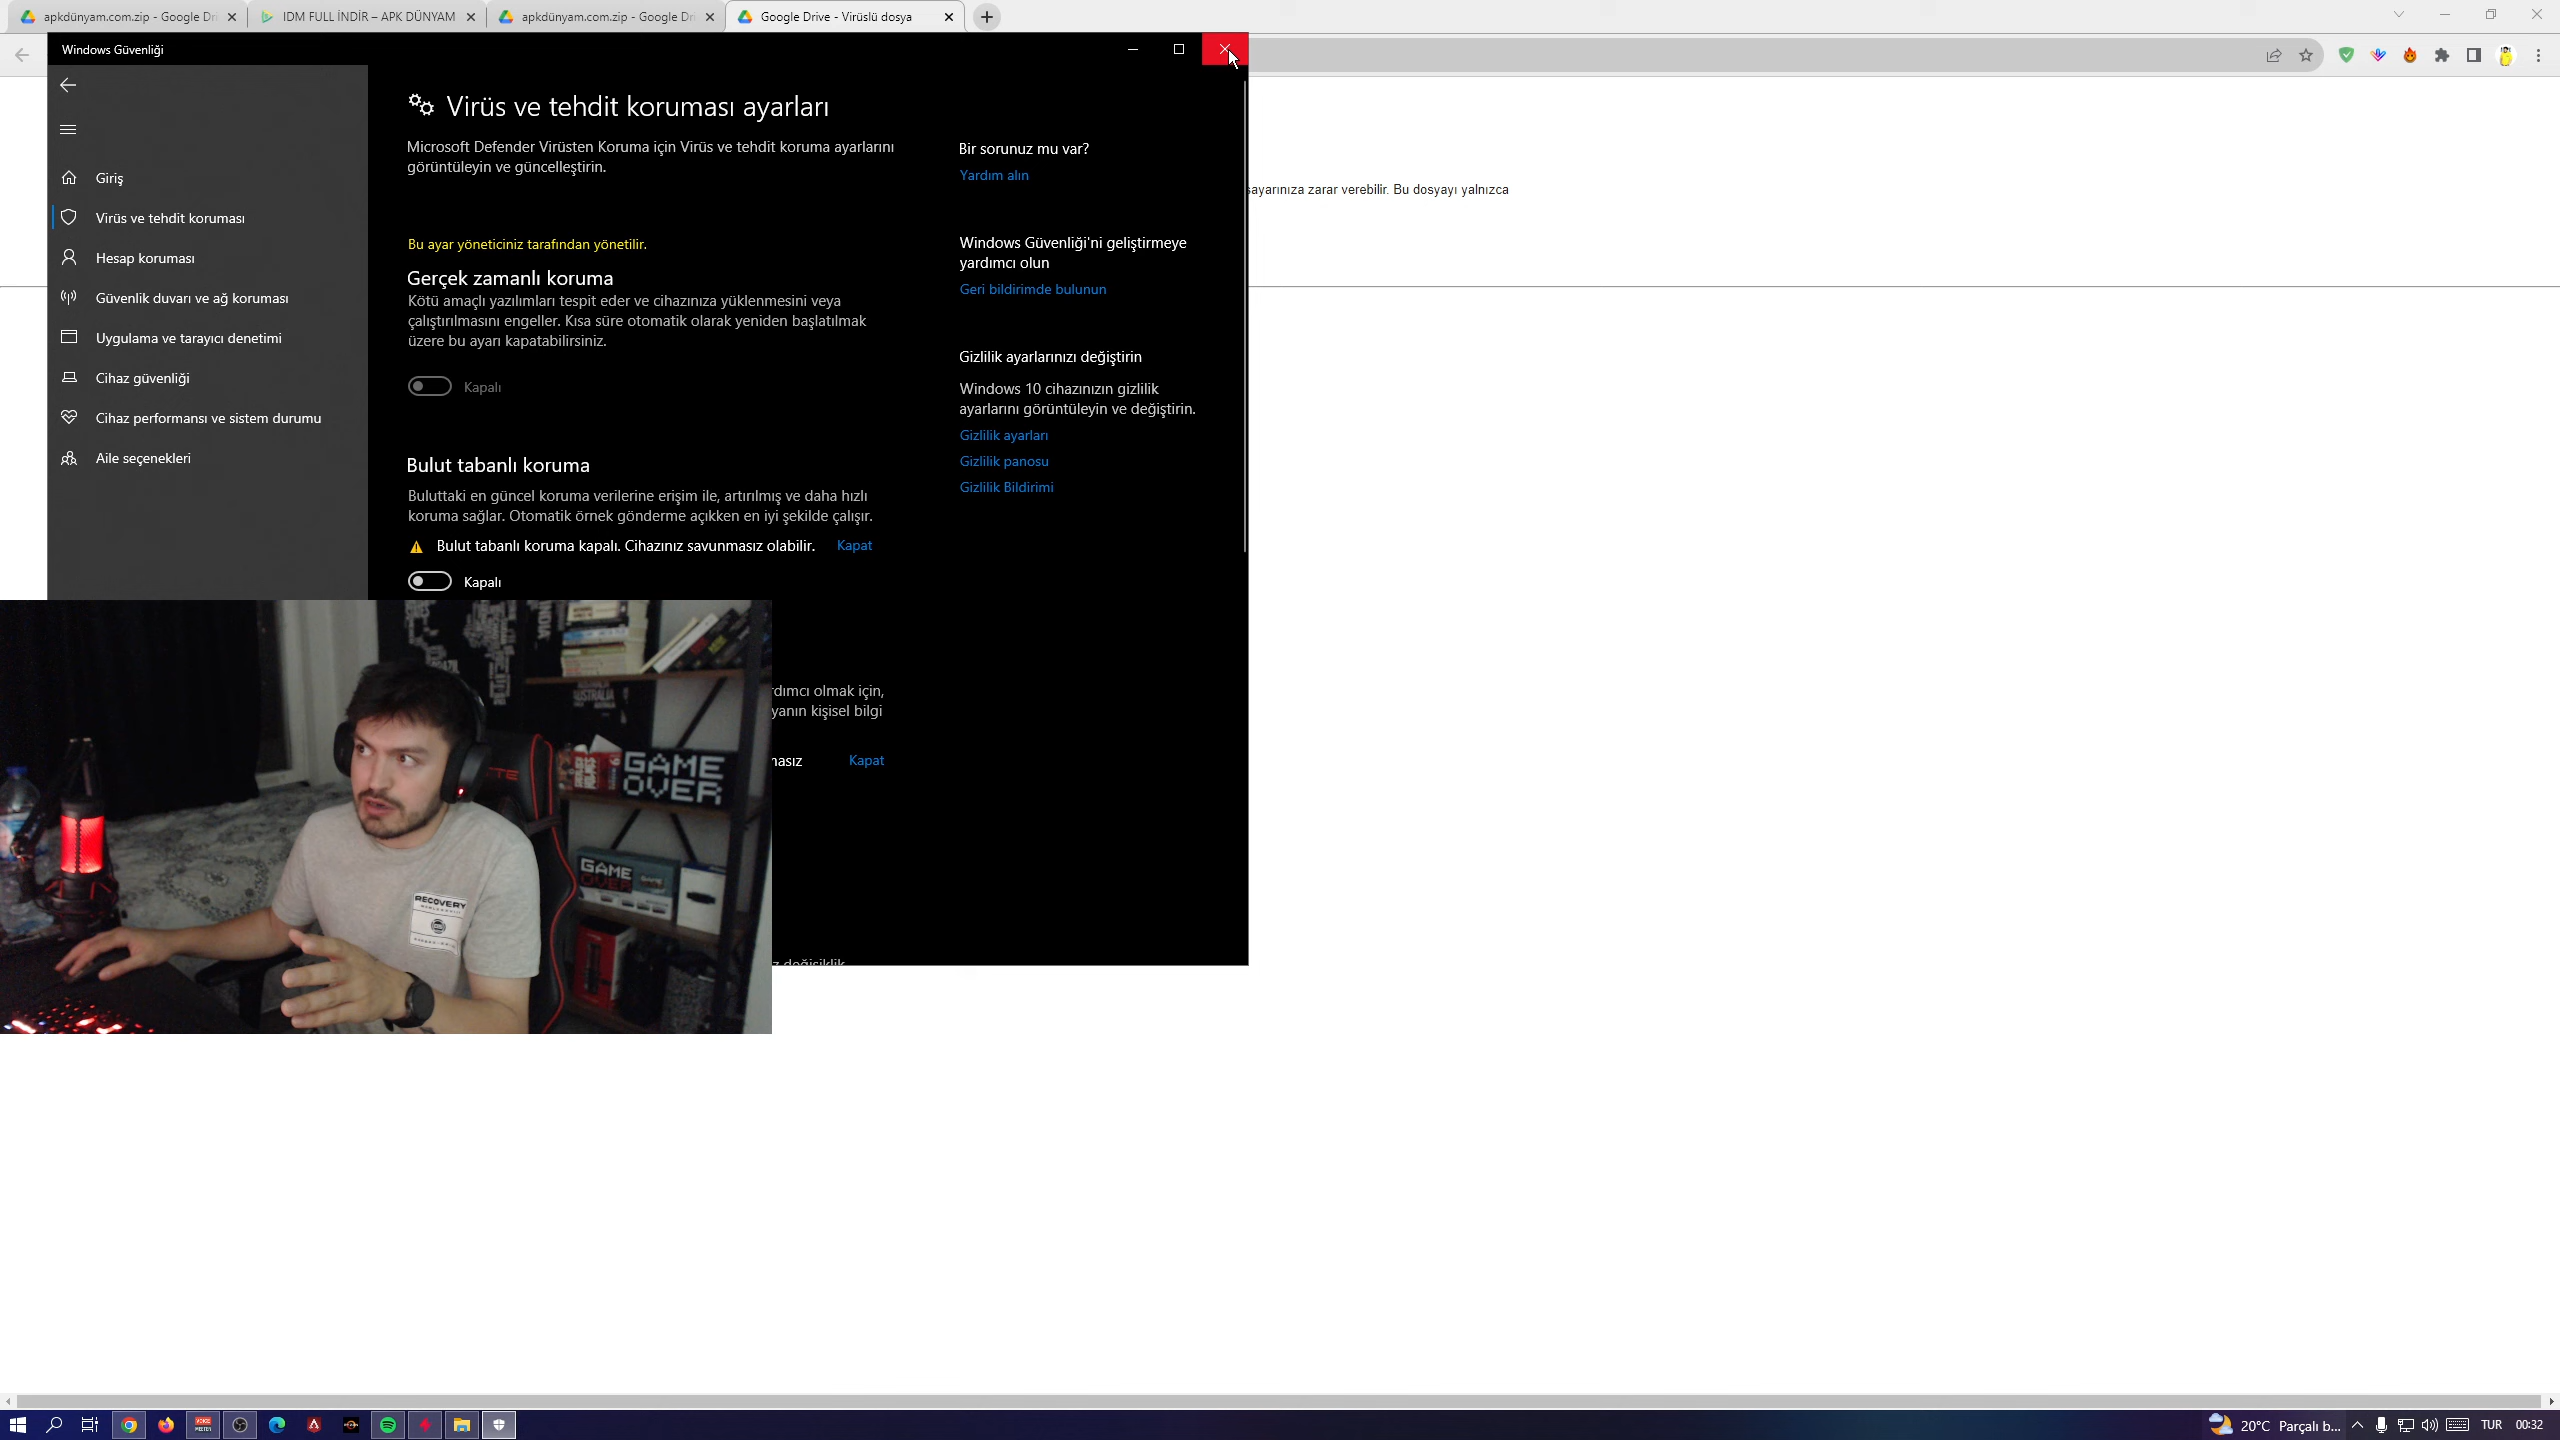 apkdünyam.com.zip - Google Dri
IDM FULL İNDİR – APK DÜNYAM
apkdünyam.com.zip - Google Dri
Google Drive - Virüslü dosya
Windows Güvenliği
Giriş
Virüs ve tehdit koruması
Hesap koruması
Güvenlik duvarı ve ağ koruması
Uygulama ve tarayıcı denetimi
Cihaz güvenliği
Cihaz performansı ve sistem durumu
Aile seçenekleri
Virüs ve tehdit koruması ayarları
Microsoft Defender Virüsten Koruma için Virüs ve tehdit koruma ayarlarını
görüntüleyin ve güncelleştirin.
Bu ayar yöneticiniz tarafından yönetilir.
Gerçek zamanlı koruma
Kötü amaçlı yazılımları tespit eder ve cihazınıza yüklenmesini veya
çalıştırılmasını engeller. Kısa süre otomatik olarak yeniden başlatılmak
üzere bu ayarı kapatabilirsiniz.
Kapalı
Bulut tabanlı koruma
Buluttaki en güncel koruma verilerine erişim ile, artırılmış ve daha hızlı
koruma sağlar. Otomatik örnek gönderme açıkken en iyi şekilde çalışır.
Bulut tabanlı koruma kapalı. Cihazınız savunmasız olabilir. Kapat
Kapalı
rdımcı olmak için,
yanın kişisel bilgi
nasız Kapat
z değişiklik
Bir sorunuz mu var?
Yardım alın
Windows Güvenliği'ni geliştirmeye
yardımcı olun
Geri bildirimde bulunun
Gizlilik ayarlarınızı değiştirin
Windows 10 cihazınızın gizlilik
ayarlarını görüntüleyin ve değiştirin.
Gizlilik ayarları
Gizlilik panosu
Gizlilik Bildirimi
sayarınıza zarar verebilir. Bu dosyayı yalnızca
GAME
OVER
GAME
OVER
RECOVERY
20°C Parçalı b... TUR 00:32